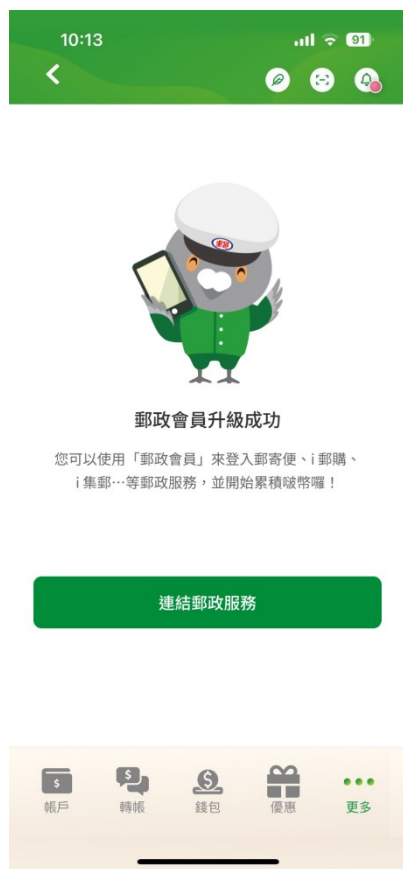 10:13
91
郵政會員升級成功
您可以使用「郵政會員」來登入郵寄便、i 郵購、
i 集郵…等郵政服務，並開始累積啵幣囉！
連結郵政服務
帳戶
轉帳
錢包
優惠
更多